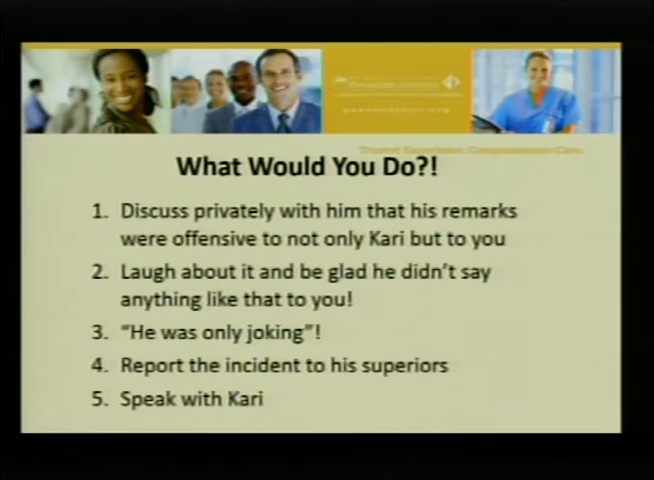 What Would You Do?!
1. Discuss privately with him that his remarks
were offensive to not only Kari but to you
2. Laugh about it and be glad he didn't say
anything like that to you!
3. "He was only joking"!
4. Report the incident to his superiors
5. Speak with Kari